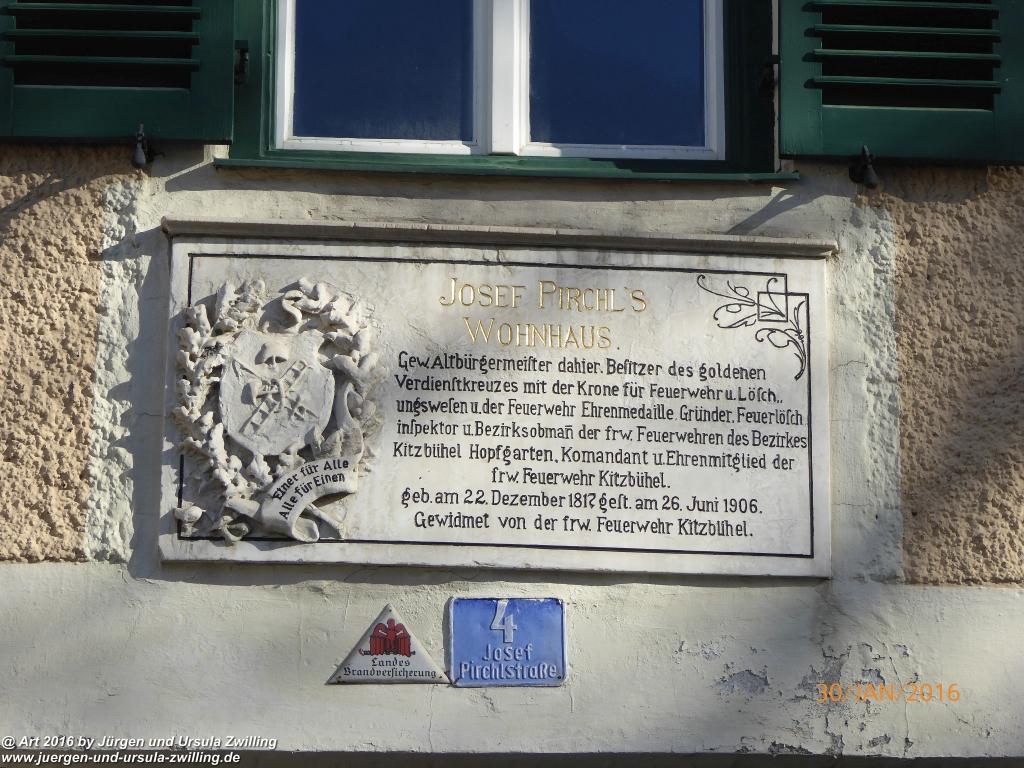 JOSEF PIRCHL'S
WOHNHAUS.
Gew. Altbürgermeiſter dahier. Beſitzer des goldenen
Verdienſtkreuzes mit der Krone für Feuerwehr u. Löſch..
ungsweſen u. der Feuerwehr Ehrenmedaille. Gründer, Feuerlöſch
inſpektor u. Bezirksobmañ der frw. Feuerwehren des Bezirkes
Kitzbühel Hopfgarten, Komandant u. Ehrenmitglied der
frw. Feuerwehr Kitzbühel.
geb. am 22. Dezember 1817, geſt. am 26. Juni 1906.
Gewidmet von der frw. Feuerwehr Kitzbühel.
Einer für Alle
Alle für Einen
Landes
Brandverſicherung
4
Josef
Pirchlstraße
30/JAN/2016
@ Art 2016 by Jürgen und Ursula Zwilling
www.juergen-und-ursula-zwilling.de